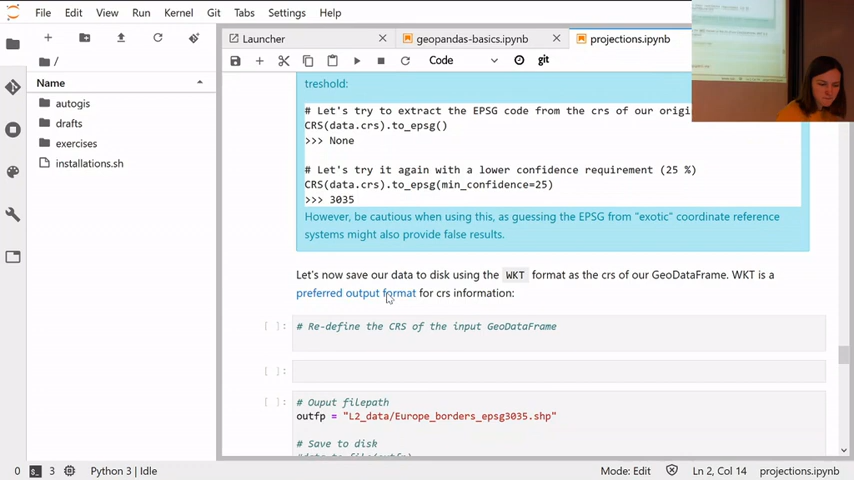 File Edit View Run Kernel Git Tabs Settings Help
Launcher
geopandas-basics.ipynb
projections.ipynb
Code
git
/
Name
autogis
drafts
exercises
installations.sh
treshold:
# Let's try to extract the EPSG code from the crs of our origi
CRS(data.crs).to_epsg()
>>> None
# Let's try it again with a lower confidence requirement (25 %)
CRS(data.crs).to_epsg(min_confidence=25)
>>> 3035
However, be cautious when using this, as guessing the EPSG from "exotic" coordinate reference
systems might also provide false results.
Let's now save our data to disk using the WKT format as the crs of our GeoDataFrame. WKT is a
preferred output format for crs information:
[ ]: # Re-define the CRS of the input GeoDataFrame
[ ]:
[ ]: # Ouput filepath
outfp = "L2_data/Europe_borders_epsg3035.shp"
# Save to disk
#data.to_file(outfp)
0 3 Python 3 | Idle Mode: Edit Ln 2, Col 14 projections.ipynb